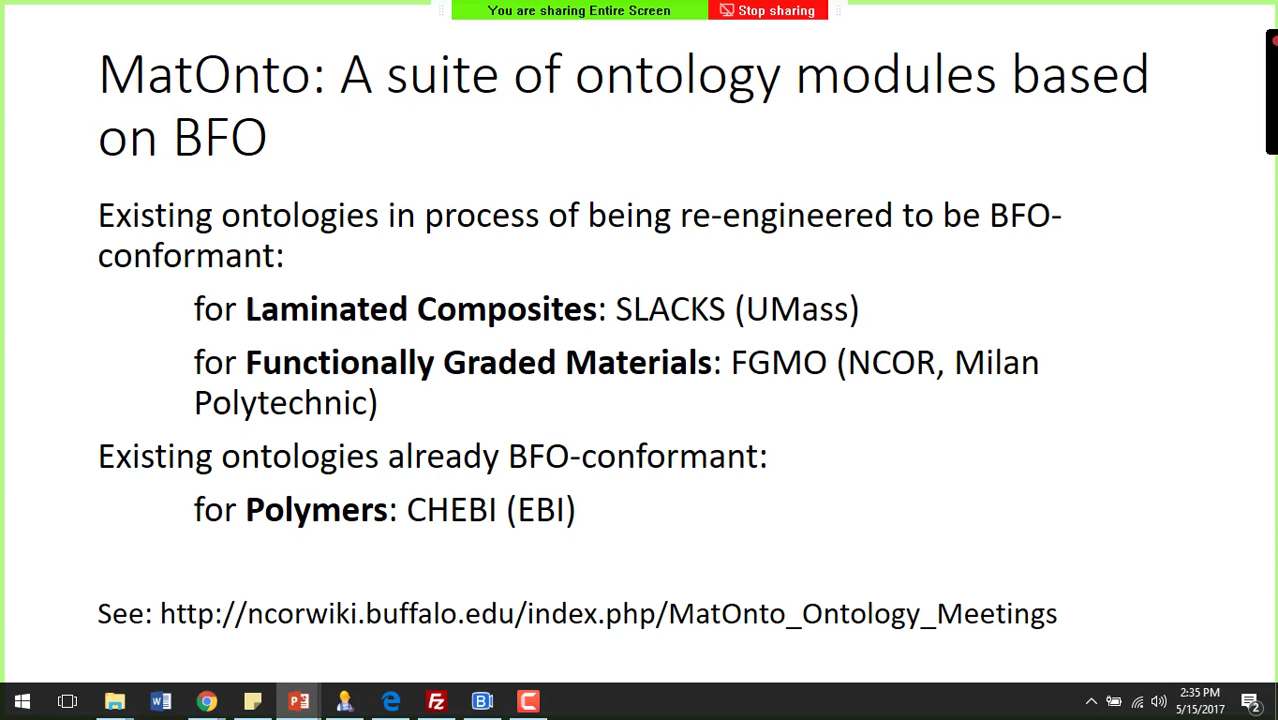 You are sharing Entire Screen
Stop sharing
MatOnto: A suite of ontology modules based
on BFO
Existing ontologies in process of being re-engineered to be BFO-
conformant:
for Laminated Composites: SLACKS (UMass)
for Functionally Graded Materials: FGMO (NCOR, Milan
Polytechnic)
Existing ontologies already BFO-conformant:
for Polymers: CHEBI (EBI)
See: http://ncorwiki.buffalo.edu/index.php/MatOnto_Ontology_Meetings
2:35 PM
5/15/2017
2